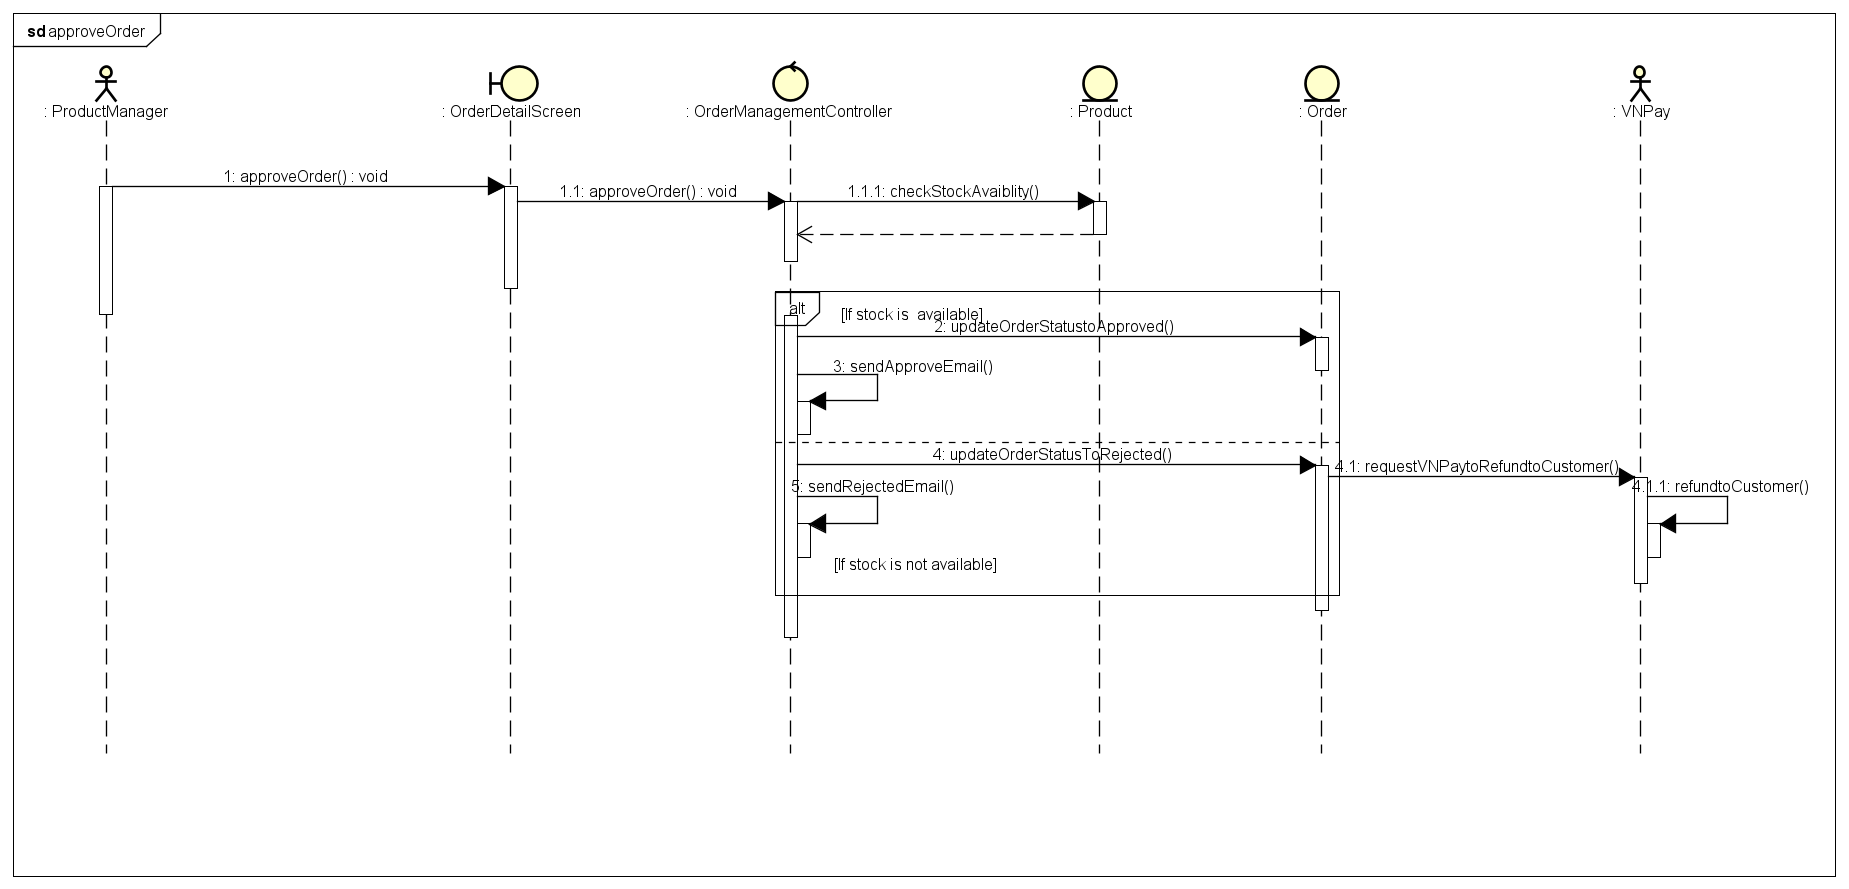 sd approveOrder
: ProductManager
: OrderDetailScreen
: OrderManagementController
: Product
: Order
: VNPay
1: approveOrder() : void
1.1: approveOrder() : void
1.1.1: checkStockAvaiblity()
alt
[If stock is  available]
2: updateOrderStatustoApproved()
3: sendApproveEmail()
4: updateOrderStatusToRejected()
4.1: requestVNPaytoRefundtoCustomer()
5: sendRejectedEmail()
4.1.1: refundtoCustomer()
[If stock is not available]